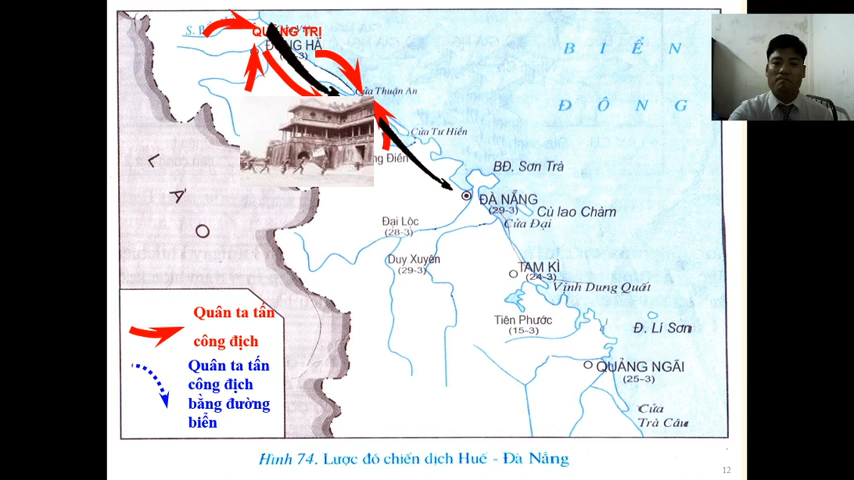 QUẢNG TRỊ
ĐÔNG HÀ
Cửa Thuận An
BIỂN
ĐÔNG
Cửa Tư Hiền
ng Điền
BĐ. Sơn Trà
ĐÀ NẴNG
(29-3)
Cù lao Chàm
Cửa Đại
Đại Lộc
(28-3)
Duy Xuyên
(29-3)
LÀO
TAM KÌ
(24-3)
Vịnh Dung Quất
Tiên Phước
(15-3)
Đ. Lí Sơn
QUẢNG NGÃI
(25-3)
Cửa
Trà Câu
Quân ta tấn
công địch
Quân ta tấn
công địch
bằng đường
biển
Hình 74. Lược đồ chiến dịch Huế - Đà Nẵng
12